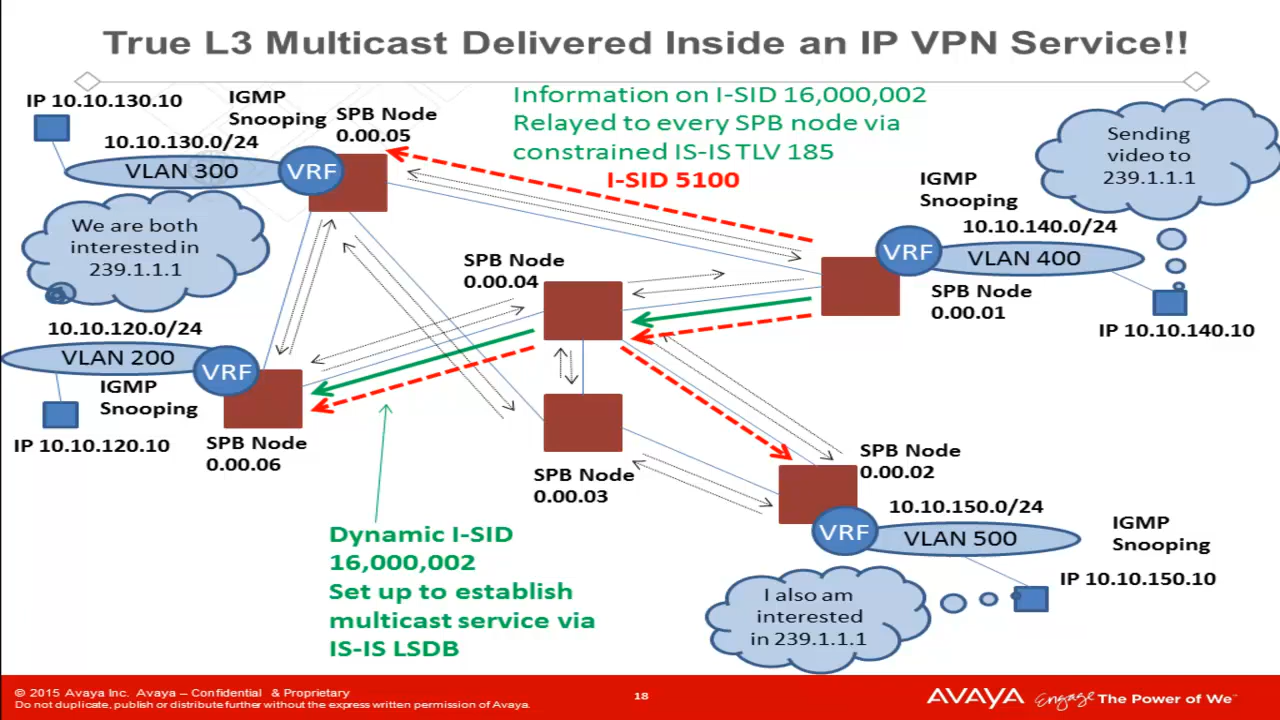 True L3 Multicast Delivered Inside an IP VPN Service!!
IP 10.10.130.10
IGMP
Snooping
SPB Node
0.00.05
10.10.130.0/24
VLAN 300
VRF
Information on I-SID 16,000,002
Relayed to every SPB node via
constrained IS-IS TLV 185
I-SID 5100
Sending
video to
239.1.1.1
IGMP
Snooping
10.10.140.0/24
VRF
VLAN 400
SPB Node
0.00.01
IP 10.10.140.10
We are both
interested in
239.1.1.1
SPB Node
0.00.04
10.10.120.0/24
VLAN 200
VRF
IGMP
Snooping
IP 10.10.120.10
SPB Node
0.00.06
SPB Node
0.00.03
SPB Node
0.00.02
10.10.150.0/24
VRF
VLAN 500
IGMP
Snooping
IP 10.10.150.10
Dynamic I-SID
16,000,002
Set up to establish
multicast service via
IS-IS LSDB
I also am
interested
in 239.1.1.1
© 2015 Avaya Inc. Avaya – Confidential & Proprietary
Do not duplicate, publish or distribute further without the express written permission of Avaya.
18
AVAYA Engage The Power of We™